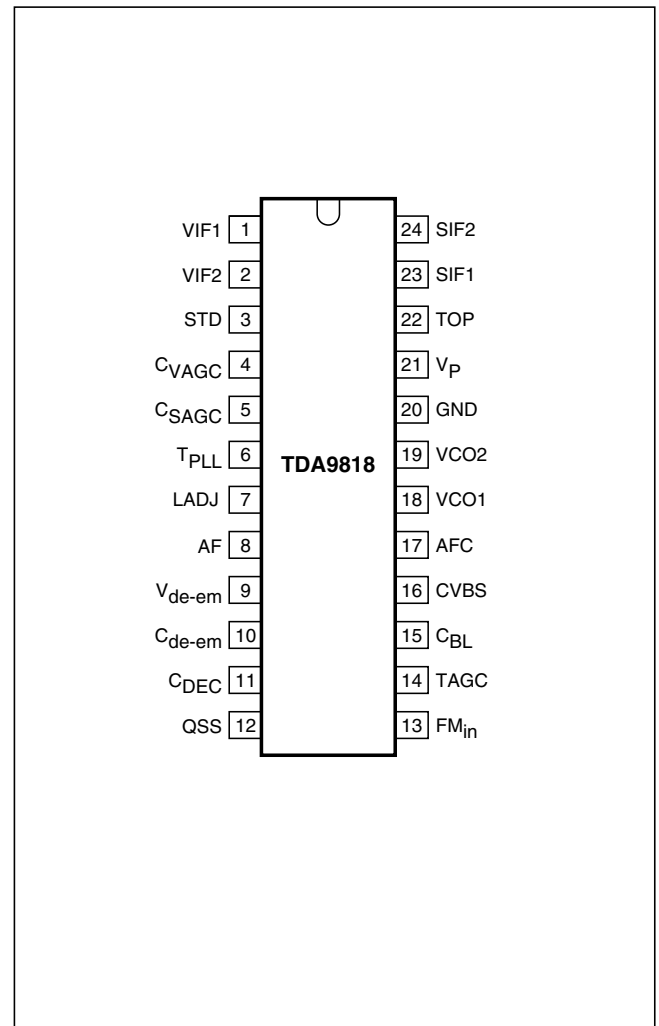 VIF1 1 24 SIF2
VIF2 2 23 SIF1
STD 3 22 TOP
CVAGC 4 21 VP
CSAGC 5 20 GND
TPLL 6 TDA9818 19 VCO2
LADJ 7 18 VCO1
AF 8 17 AFC
Vde-em 9 16 CVBS
Cde-em 10 15 CBL
CDEC 11 14 TAGC
QSS 12 13 FMin